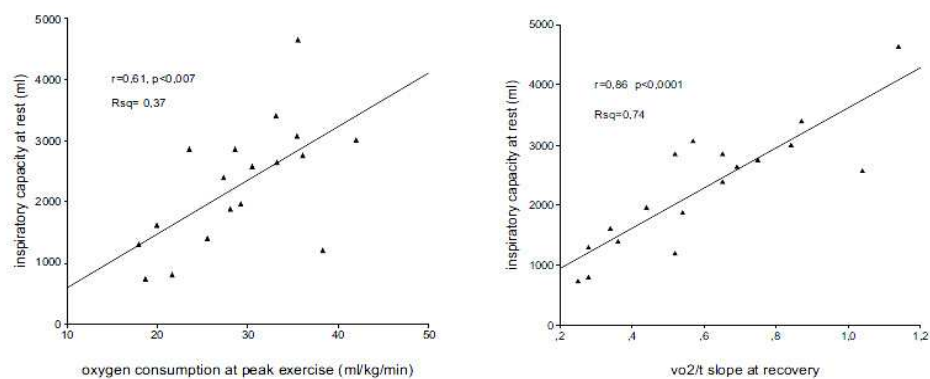 5000
4000
3000
2000
1000
0
inspiratory capacity at rest (ml)
r=0,61, p<0,007
Rsq= 0,37
10
20
30
40
50
oxygen consumption at peak exercise (ml/kg/min)
5000
4000
3000
2000
1000
0
inspiratory capacity at rest (ml)
r=0,86 p<0,0001
Rsq=0,74
,2
,4
,6
,8
1,0
1,2
vo2/t slope at recovery